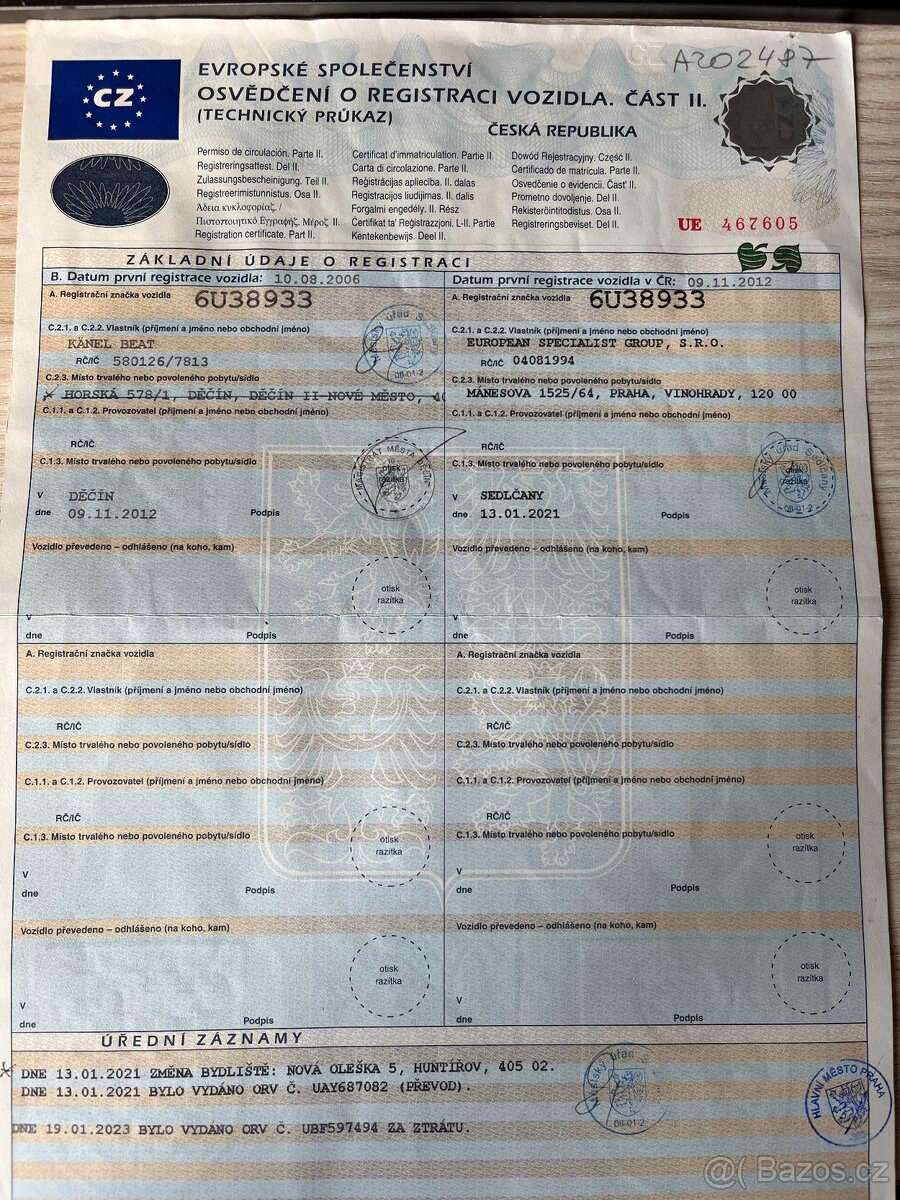 AZ02487
CZ
EVROPSKÉ SPOLEČENSTVÍ
OSVĚDČENÍ O REGISTRACI VOZIDLA. ČÁST II.
(TECHNICKÝ PRŮKAZ)
ČESKÁ REPUBLIKA
Permiso de circulación. Parte II.
Registreringsattest. Del II.
Zulassungsbescheinigung. Teil II.
Registreerimistunnistus. Osa II.
Άδεια κυκλοφορίας. /
Πιστοποιητικό Εγγραφής. Μέρος II.
Registration certificate. Part II.
Certificat d'immatriculation. Partie II.
Carta di circolazione. Parte II.
Reģistrācijas apliecība. II. dalas
Registracijos liudijimas. II. dalis
Forgalmi engedély. II. Rész
Certifikat ta' Reġistrazzjoni. L-II. Partie
Kentekenbewijs. Deel II.
Dowód Rejestracyjny. Część II.
Certificado de matrícula. Parte II.
Osvedčenie o evidencii. Časť II.
Prometno dovoljenje. Del II.
Rekisteröintitodistus. Osa II.
Registreringsbeviset. Del II.
UE 467605
ZÁKLADNÍ ÚDAJE O REGISTRACI
B. Datum první registrace vozidla: 10.08.2006
Datum první registrace vozidla v ČR: 09.11.2012
A. Registrační značka vozidla 6U38933
C.2.1. a C.2.2. Vlastník (příjmení a jméno nebo obchodní jméno)
KÄNEL BEAT
RČ/IČ 580126/7813
C.2.3. Místo trvalého nebo povoleného pobytu/sídlo
HORSKÁ 578/1, DĚČÍN, DĚČÍN II-NOVÉ MĚSTO, 40
C.1.1. a C.1.2. Provozovatel (příjmení a jméno nebo obchodní jméno)
RČ/IČ
C.1.3. Místo trvalého nebo povoleného pobytu/sídlo
MAGISTRÁT MĚSTA DĚČÍN
otisk
razítka
V DĚČÍN
dne 09.11.2012 Podpis
Vozidlo převedeno – odhlášeno (na koho, kam)
otisk
razítka
V
dne Podpis
A. Registrační značka vozidla 6U38933
C.2.1. a C.2.2. Vlastník (příjmení a jméno nebo obchodní jméno)
EUROPEAN SPECIALIST GROUP, S.R.O.
RČ/IČ 04081994
C.2.3. Místo trvalého nebo povoleného pobytu/sídlo
MÁNESOVA 1525/64, PRAHA, VINOHRADY, 120 00
C.1.1. a C.1.2. Provozovatel (příjmení a jméno nebo obchodní jméno)
RČ/IČ
C.1.3. Místo trvalého nebo povoleného pobytu/sídlo
Městský úřad Sedlčany
otisk
razítka
08-01-2
V SEDLČANY
dne 13.01.2021 Podpis
Vozidlo převedeno – odhlášeno (na koho, kam)
otisk
razítka
V
dne Podpis
A. Registrační značka vozidla
C.2.1. a C.2.2. Vlastník (příjmení a jméno nebo obchodní jméno)
RČ/IČ
C.2.3. Místo trvalého nebo povoleného pobytu/sídlo
C.1.1. a C.1.2. Provozovatel (příjmení a jméno nebo obchodní jméno)
RČ/IČ
C.1.3. Místo trvalého nebo povoleného pobytu/sídlo
otisk
razítka
V
dne Podpis
Vozidlo převedeno – odhlášeno (na koho, kam)
otisk
razítka
V
dne Podpis
A. Registrační značka vozidla
C.2.1. a C.2.2. Vlastník (příjmení a jméno nebo obchodní jméno)
RČ/IČ
C.2.3. Místo trvalého nebo povoleného pobytu/sídlo
C.1.1. a C.1.2. Provozovatel (příjmení a jméno nebo obchodní jméno)
RČ/IČ
C.1.3. Místo trvalého nebo povoleného pobytu/sídlo
otisk
razítka
V
dne Podpis
Vozidlo převedeno – odhlášeno (na koho, kam)
otisk
razítka
V
dne Podpis
ÚŘEDNÍ ZÁZNAMY
DNE 13.01.2021 ZMĚNA BYDLIŠTĚ: NOVÁ OLEŠKA 5, HUNTÍŘOV, 405 02.
DNE 13.01.2021 BYLO VYDÁNO ORV Č. UAY687082 (PŘEVOD).
DNE 19.01.2023 BYLO VYDÁNO ORV Č. UBF597494 ZA ZTRÁTU.
08-01-2
HLAVNÍ MĚSTO PRAHA
@( Bazos.cz